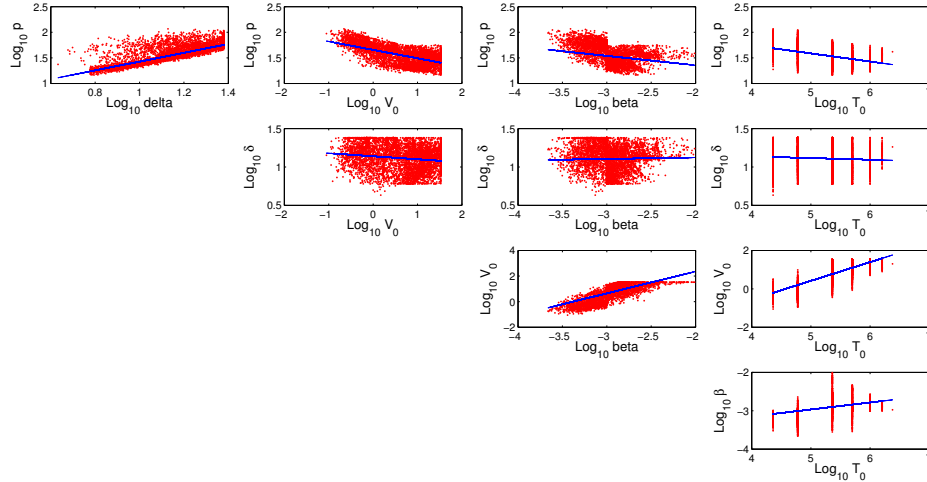 2.5 2.5 2.5 2.5
Log₁₀ p Log₁₀ p Log₁₀ p Log₁₀ p
2 2 2 2
1.5 1.5 1.5 1.5
1 1 1 1
0.8 1 1.2 1.4 −2 −1 0 1 2 −4 −3.5 −3 −2.5 −2 4 5 6 7
Log₁₀ delta Log₁₀ V₀ Log₁₀ beta Log₁₀ T₀
1.5 1.5 1.5
Log₁₀ δ Log₁₀ δ Log₁₀ δ
1 1 1
0.5 0.5 0.5
−2 −1 0 1 2 −4 −3.5 −3 −2.5 −2 4 5 6 7
Log₁₀ V₀ Log₁₀ beta Log₁₀ T₀
4 4
Log₁₀ V₀ Log₁₀ V₀
2 2
0 0
−2 −2
−4 −3.5 −3 −2.5 −2 4 5 6 7
Log₁₀ beta Log₁₀ T₀
−2
Log₁₀ β
−3
−4
4 5 6 7
Log₁₀ T₀